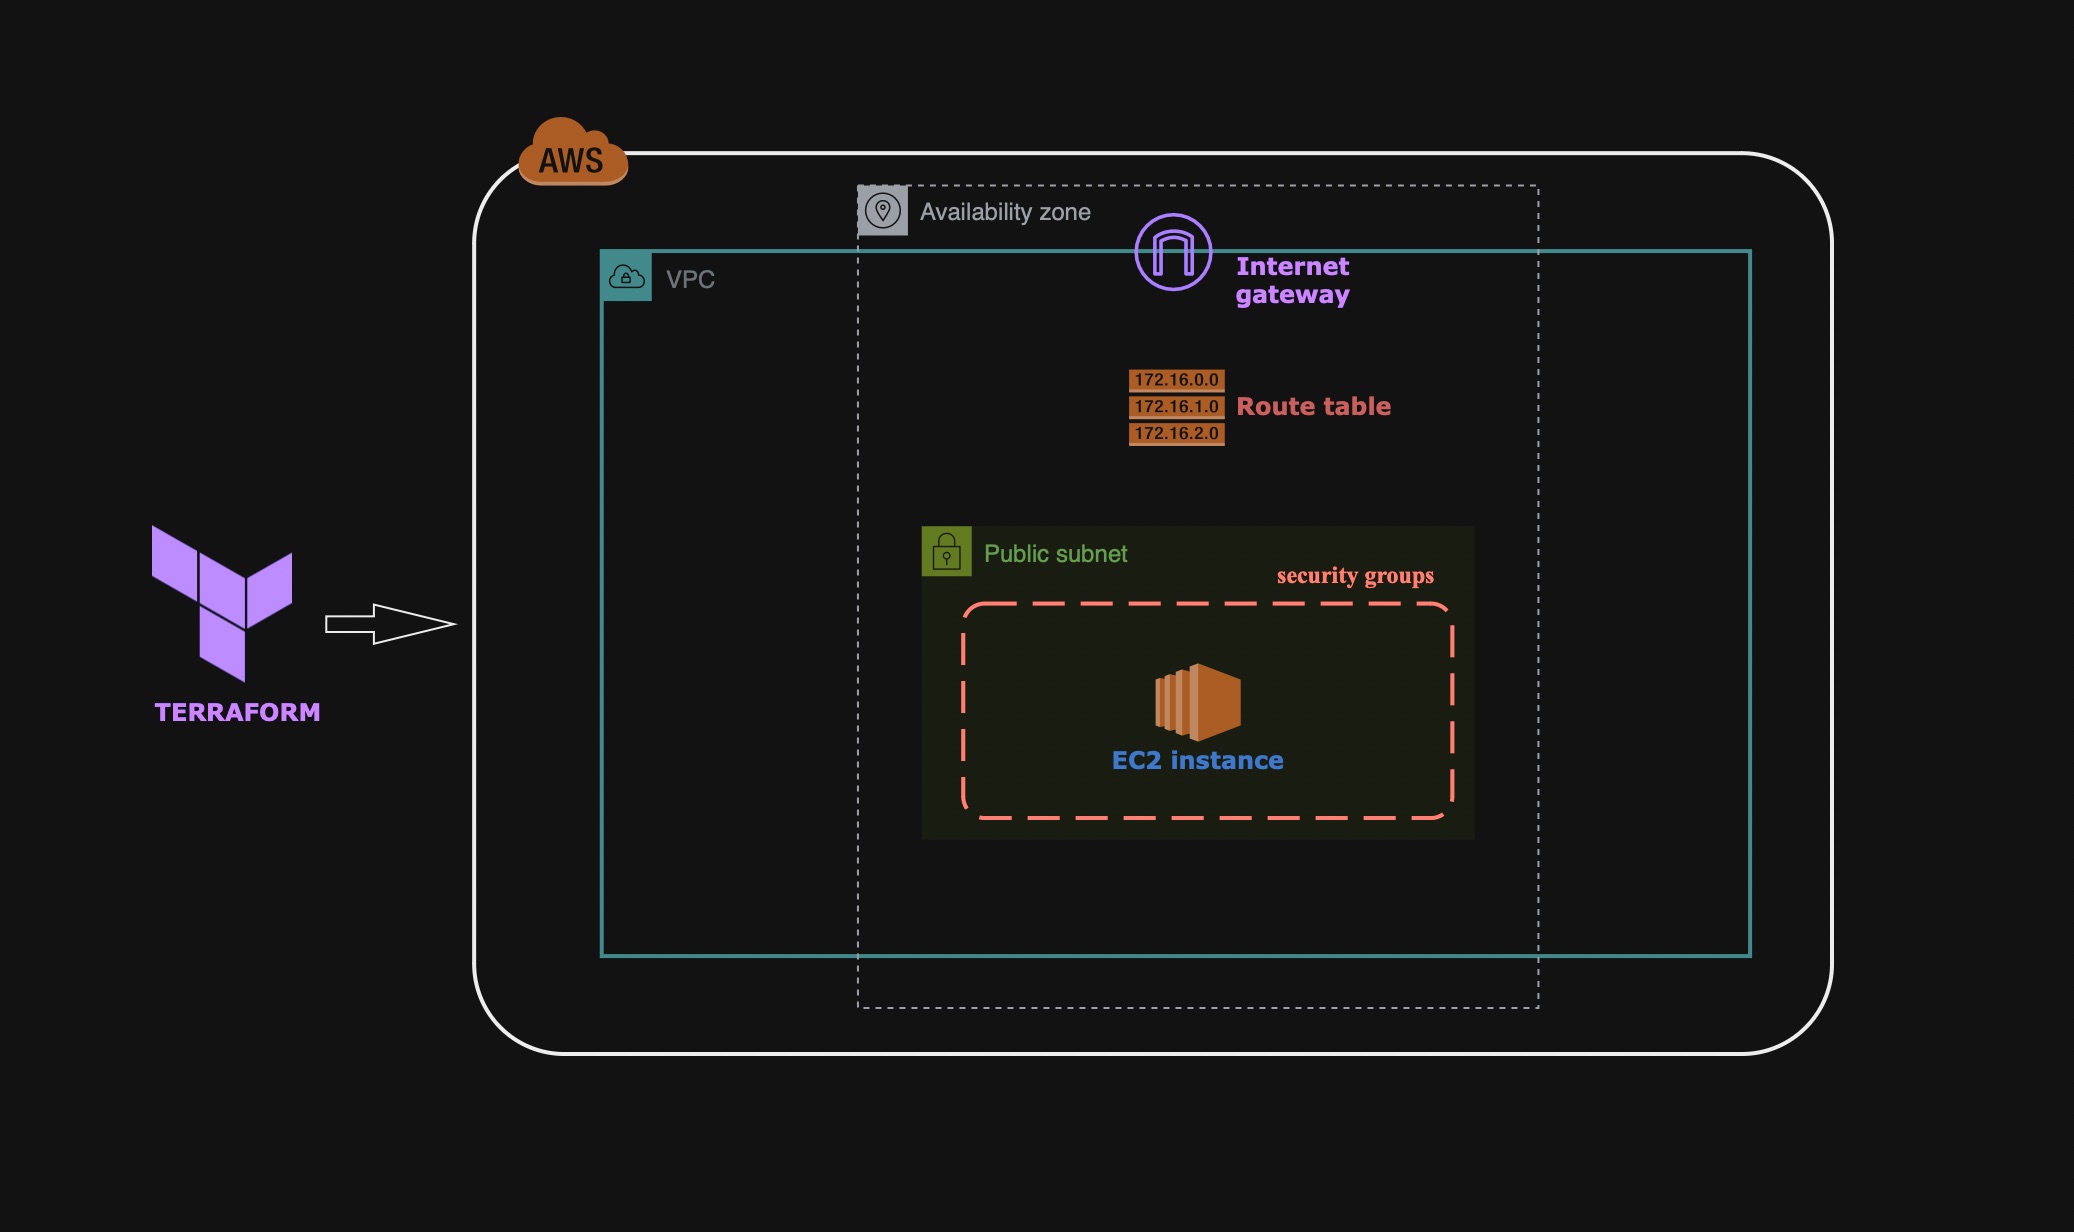 AWS
Availability zone
VPC
Internet
gateway
172.16.0.0
172.16.1.0
172.16.2.0
Route table
Public subnet
security groups
EC2 instance
TERRAFORM